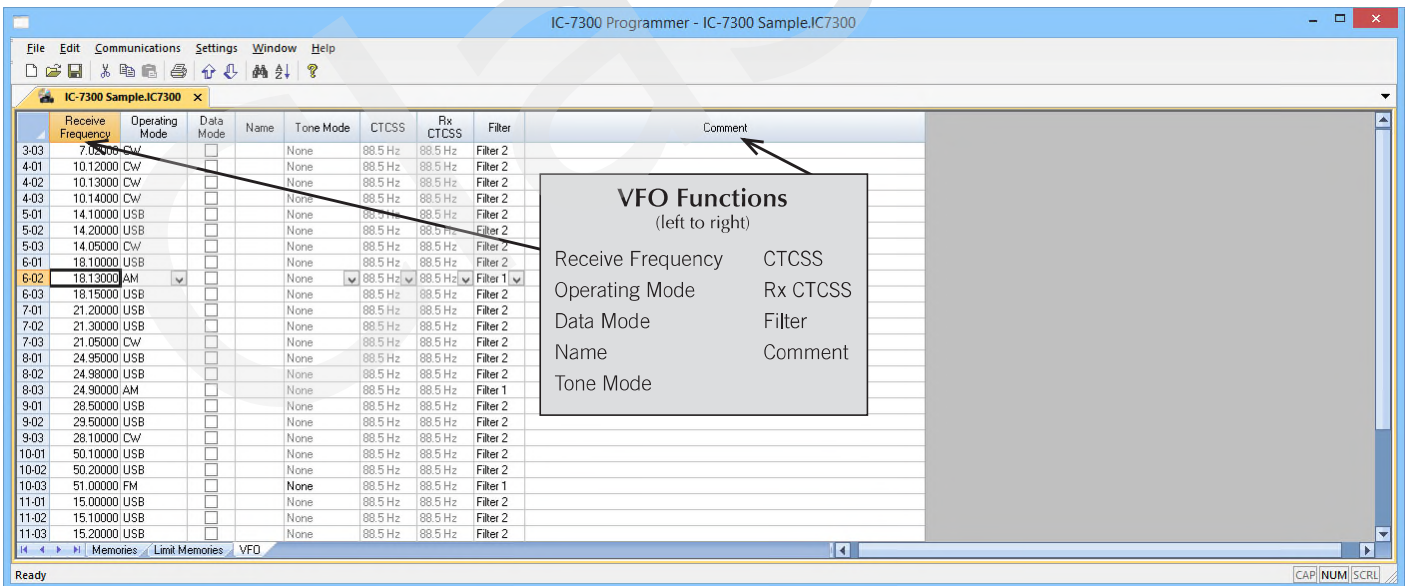 IC-7300 Programmer - IC-7300 Sample.IC7300
File Edit Communications Settings Window Help
IC-7300 Sample.IC7300
Receive Frequency Operating Mode Data Mode Name Tone Mode CTCSS Rx CTCSS Filter Comment
3-03 7.02000 CW None 88.5 Hz 88.5 Hz Filter 2
4-01 10.12000 CW None 88.5 Hz 88.5 Hz Filter 2
4-02 10.13000 CW None 88.5 Hz 88.5 Hz Filter 2
4-03 10.14000 CW None 88.5 Hz 88.5 Hz Filter 2
5-01 14.10000 USB None 88.5 Hz 88.5 Hz Filter 2
5-02 14.20000 USB None 88.5 Hz 88.5 Hz Filter 2
5-03 14.05000 CW None 88.5 Hz 88.5 Hz Filter 2
6-01 18.10000 USB None 88.5 Hz 88.5 Hz Filter 2
6-02 18.13000 AM None 88.5 Hz 88.5 Hz Filter 1
6-03 18.15000 USB None 88.5 Hz 88.5 Hz Filter 2
7-01 21.20000 USB None 88.5 Hz 88.5 Hz Filter 2
7-02 21.30000 USB None 88.5 Hz 88.5 Hz Filter 2
7-03 21.05000 CW None 88.5 Hz 88.5 Hz Filter 2
8-01 24.95000 USB None 88.5 Hz 88.5 Hz Filter 2
8-02 24.98000 USB None 88.5 Hz 88.5 Hz Filter 2
8-03 24.90000 AM None 88.5 Hz 88.5 Hz Filter 1
9-01 28.50000 USB None 88.5 Hz 88.5 Hz Filter 2
9-02 29.50000 USB None 88.5 Hz 88.5 Hz Filter 2
9-03 28.10000 CW None 88.5 Hz 88.5 Hz Filter 2
10-01 50.10000 USB None 88.5 Hz 88.5 Hz Filter 2
10-02 50.20000 USB None 88.5 Hz 88.5 Hz Filter 2
10-03 51.00000 FM None 88.5 Hz 88.5 Hz Filter 1
11-01 15.00000 USB None 88.5 Hz 88.5 Hz Filter 2
11-02 15.10000 USB None 88.5 Hz 88.5 Hz Filter 2
11-03 15.20000 USB None 88.5 Hz 88.5 Hz Filter 2
VFO Functions
(left to right)
Receive Frequency CTCSS
Operating Mode Rx CTCSS
Data Mode Filter
Name Comment
Tone Mode
Memories Limit Memories VFO
Ready CAP NUM SCRL